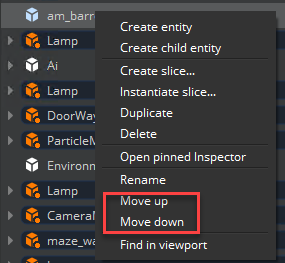 am_barr
Lamp
Ai
Lamp
DoorWay
ParticleM
Environm
Lamp
CameraM
maze_wa
Create entity
Create child entity
Create slice...
Instantiate slice...
Duplicate
Delete
Open pinned Inspector
Rename
Move up
Move down
Find in viewport